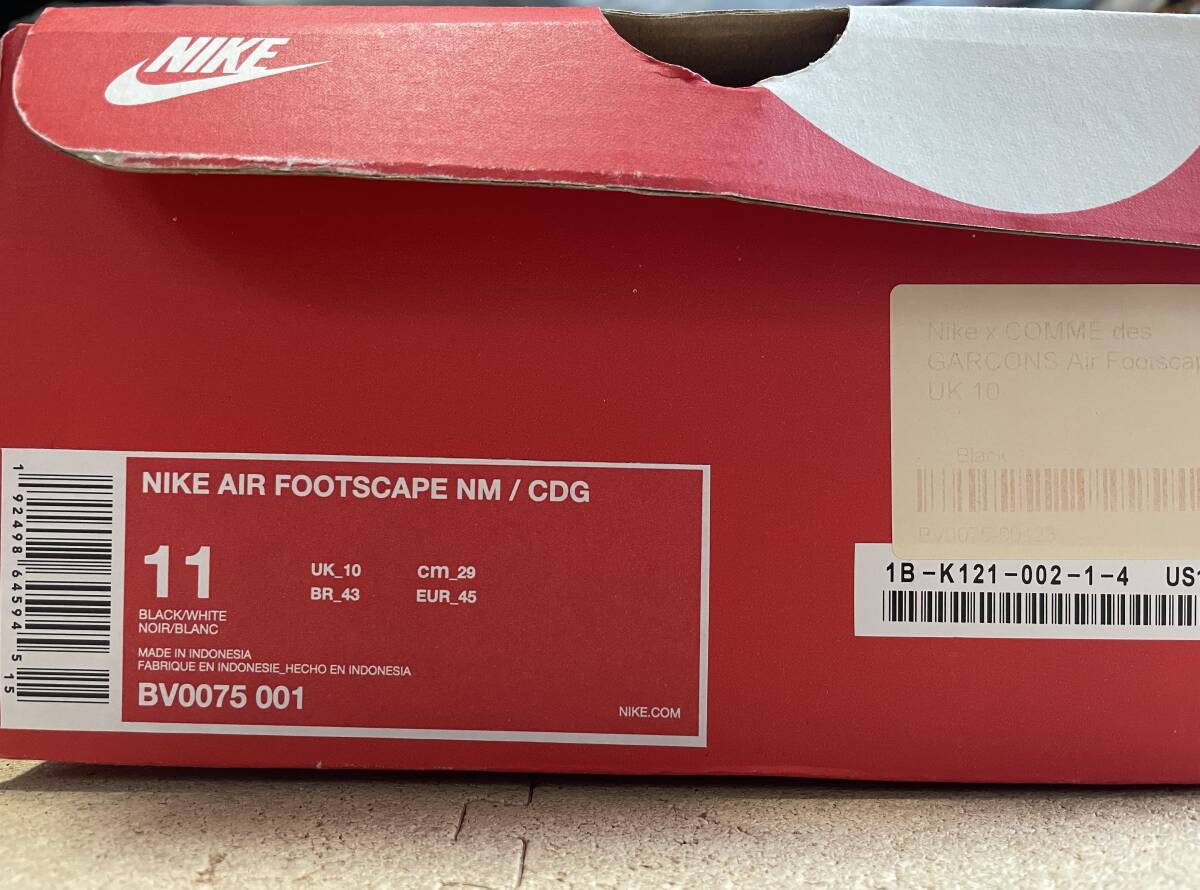 NIKE
Nike x COMME des
GARCONS Air Footscap
UK 10
Black
1B-K121-002-1-4 US1
NIKE AIR FOOTSCAPE NM / CDG
11
UK_10 cm_29
BR_43 EUR_45
BLACK/WHITE
NOIR/BLANC
MADE IN INDONESIA
FABRIQUE EN INDONESIE_HECHO EN INDONESIA
BV0075 001
NIKE.COM
1 92498 64594 5 15